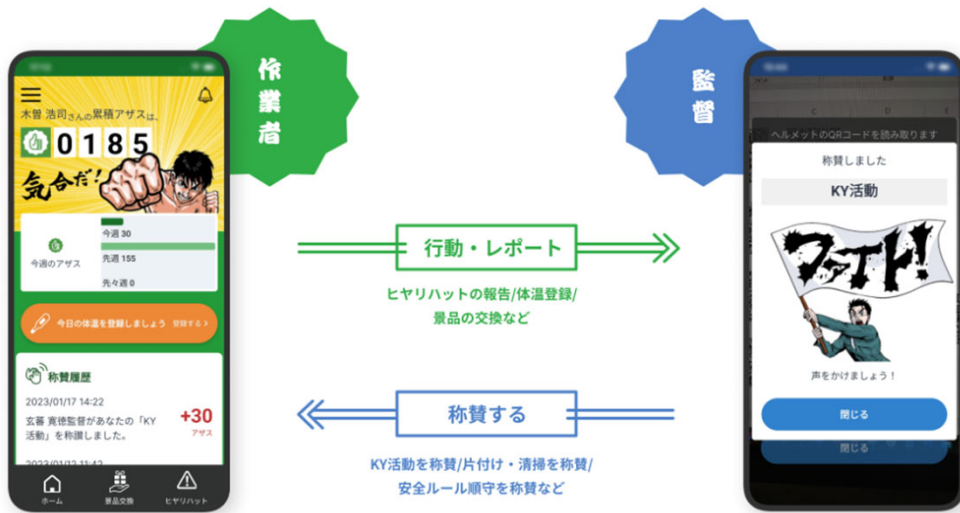 作業者
監督
木曽 浩司さんの累積アザスは、
0185
気合だ!
今週 30
今週のアザス
先週 155
先々週 0
今日の体温を登録しましょう 登録する >
称賛履歴
2023/01/17 14:22
玄蕃 寛徳監督があなたの「KY
活動」を称讃しました。
+30
アザス
2023/01/12 11:42
ホーム
景品交換
ヒヤリハット
行動・レポート
ヒヤリハットの報告/体温登録/
景品の交換など
称賛する
KY活動を称賛/片付け・清掃を称賛/
安全ルール順守を称賛など
C D E
ヘルメットのQRコードを読み取ります
称賛しました
KY活動
ファイト!
声をかけましょう!
閉じる
閉じる